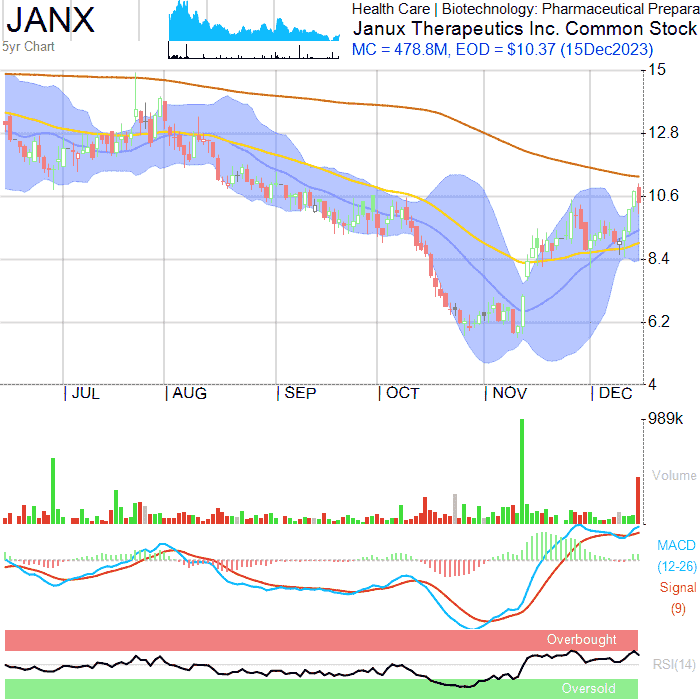 JANX
5yr Chart
Health Care | Biotechnology: Pharmaceutical Prepara
Janux Therapeutics Inc. Common Stock
MC = 478.8M, EOD = $10.37 (15Dec2023)
15
12.8
10.6
8.4
6.2
4
JUL AUG SEP OCT NOV DEC
989k
Volume
MACD
(12-26)
Signal
(9)
Overbought
RSI(14)
Oversold